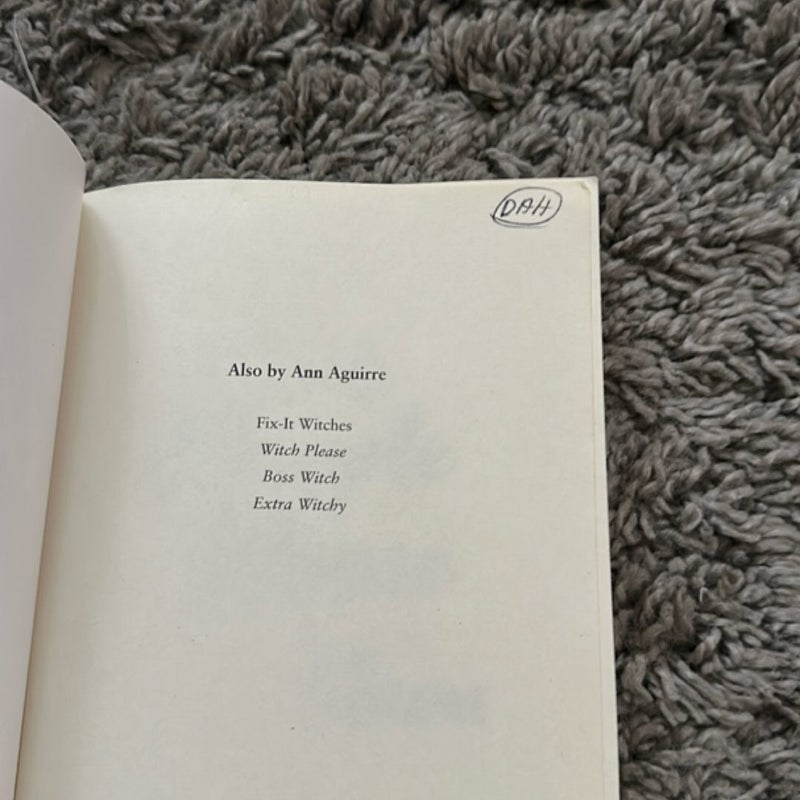 DAH
Also by Ann Aguirre
Fix-It Witches
Witch Please
Boss Witch
Extra Witchy